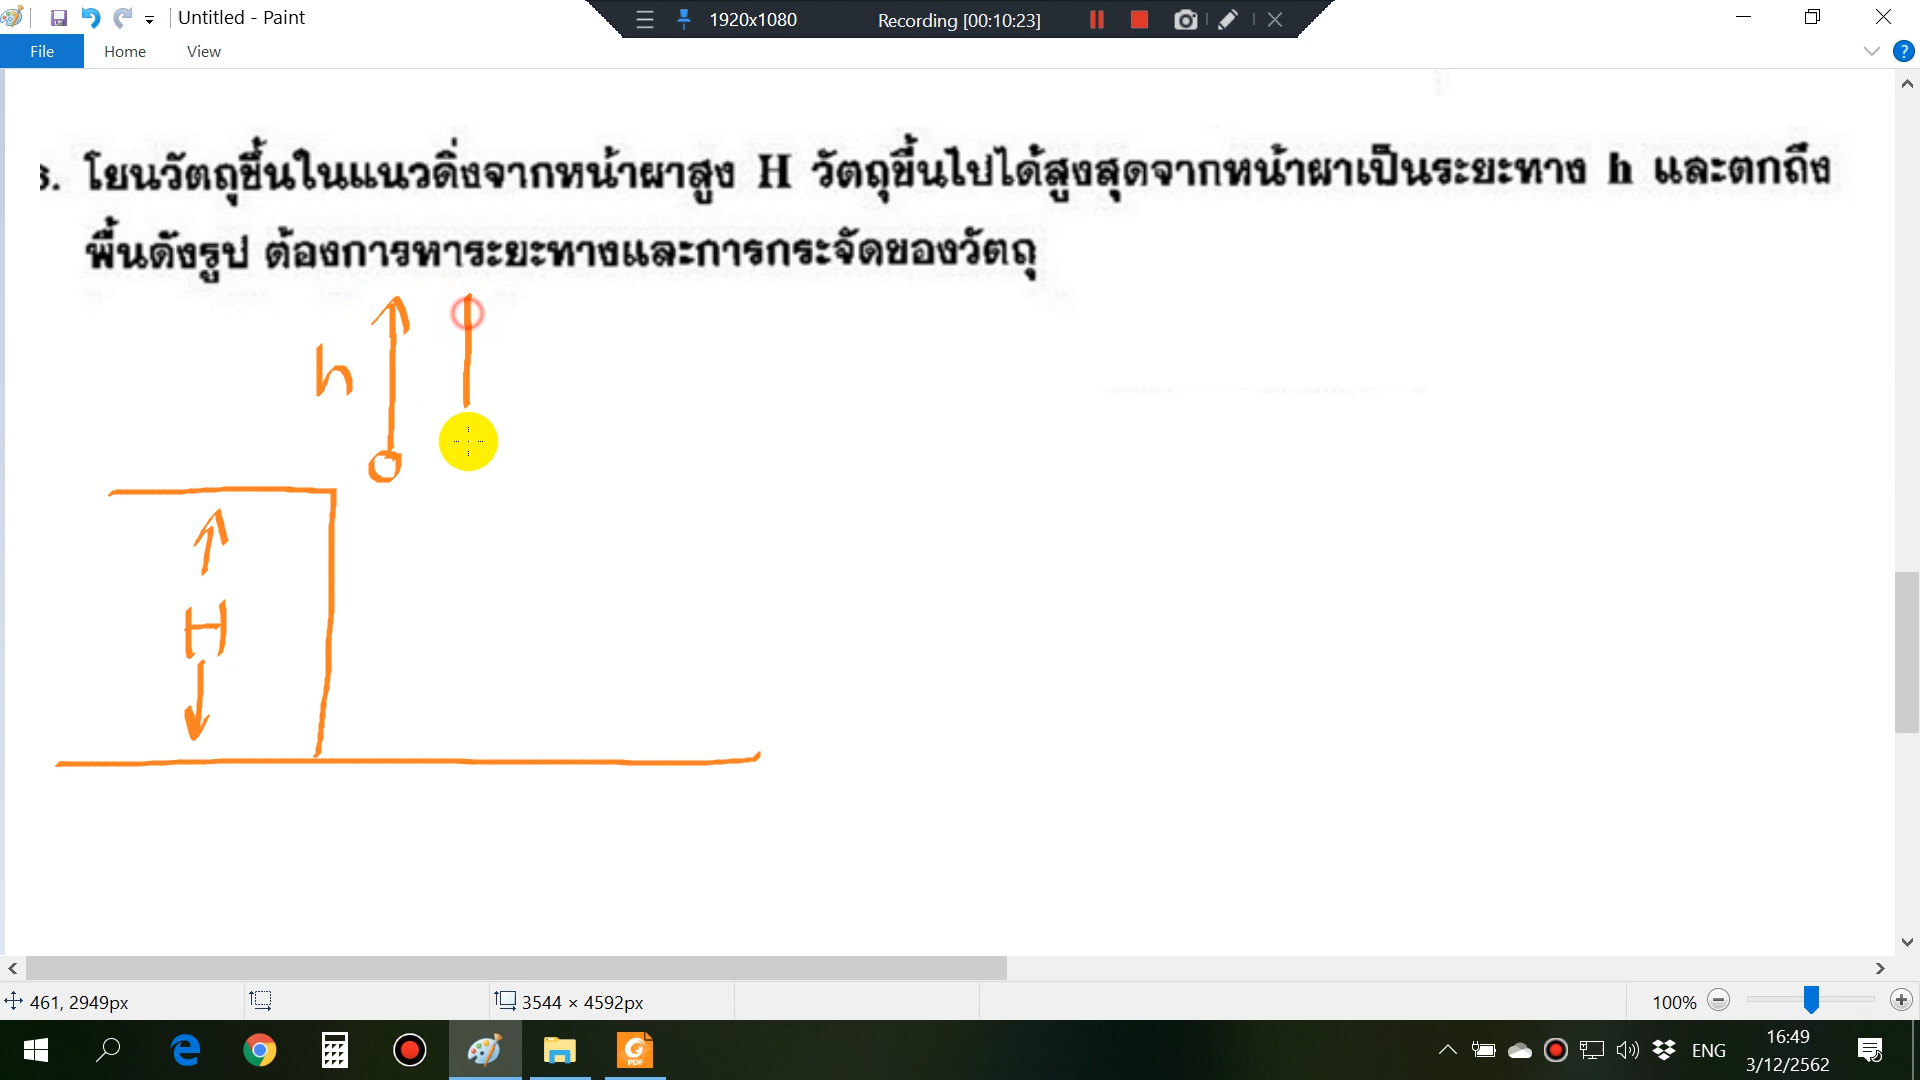 Untitled - Paint
1920x1080
Recording [00:10:23]
File
Home
View
?
3. โยนวัตถุขึ้นในแนวดิ่งจากหน้าผาสูง H วัตถุขึ้นไปได้สูงสุดจากหน้าผาเป็นระยะทาง h และตกถึง
พื้นดังรูป ต้องการหาระยะทางและการกระจัดของวัตถุ
h
H
461, 2949px
3544 × 4592px
100%
PDF
ENG
16:49
3/12/2562